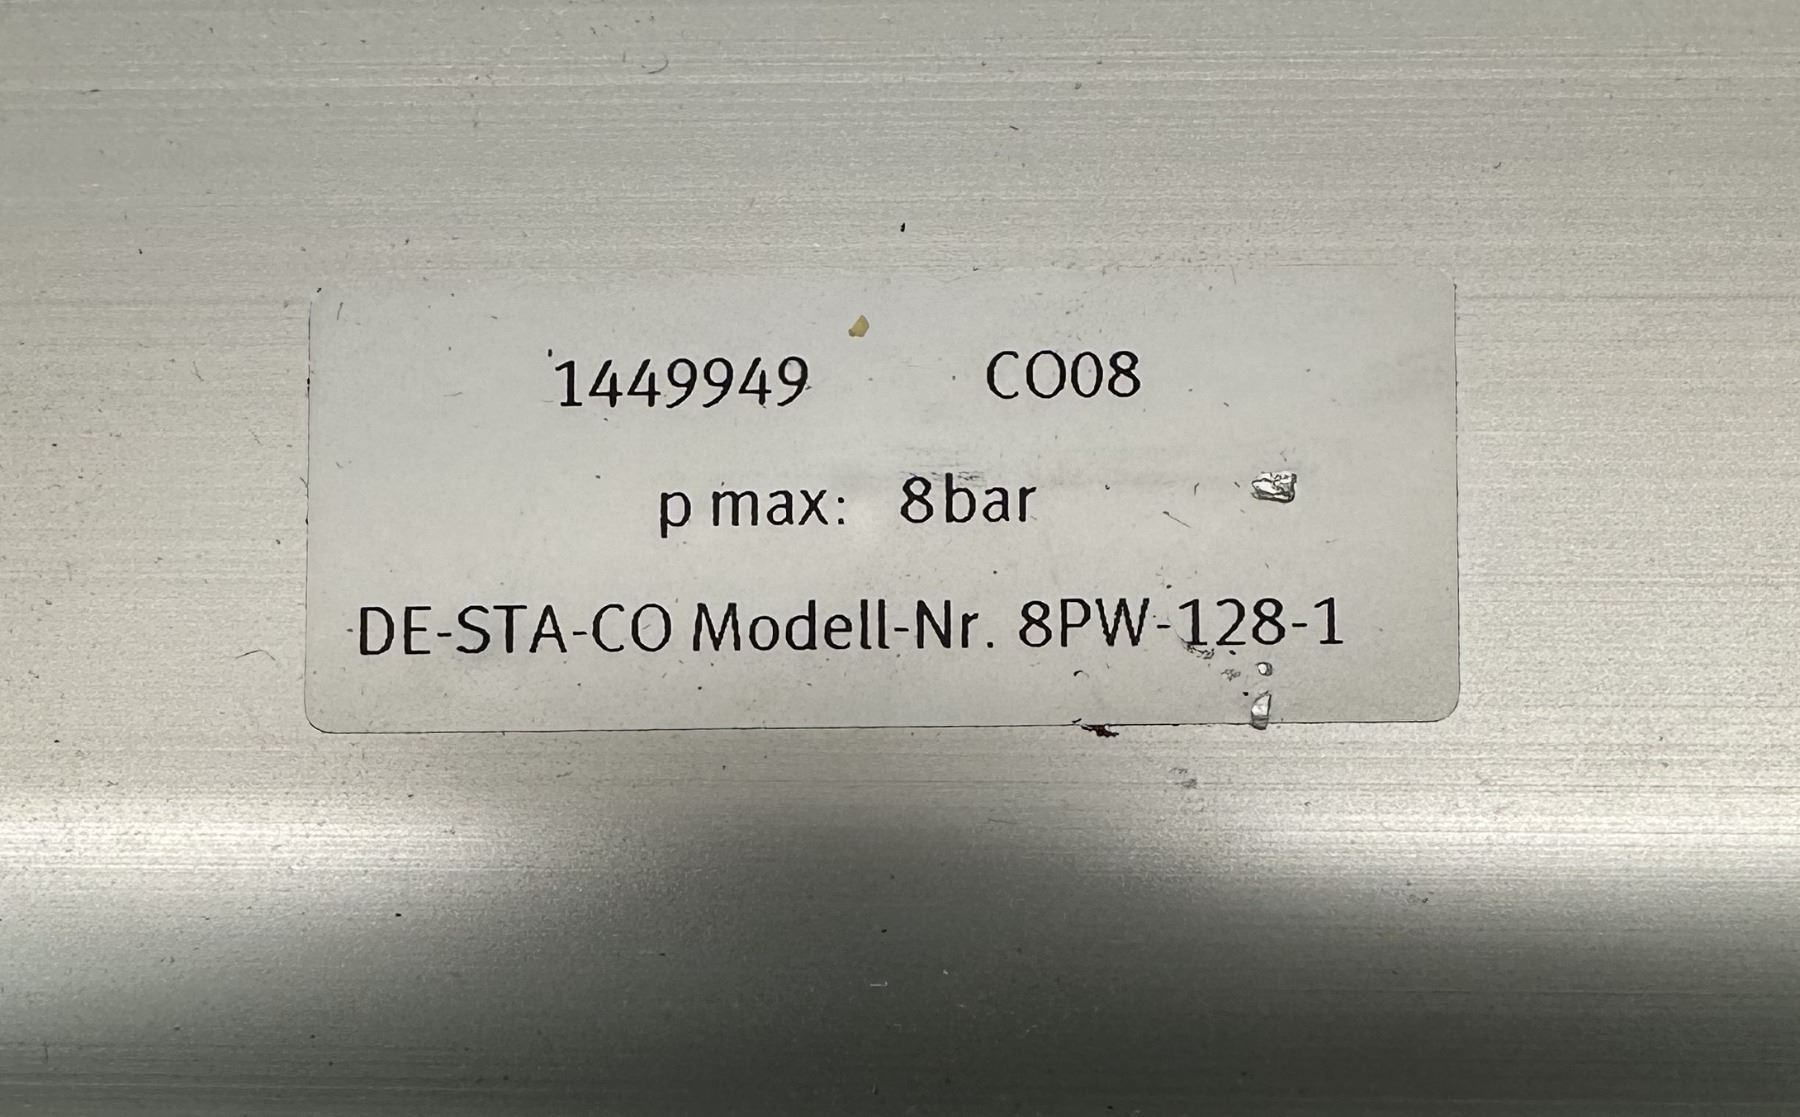 1449949 CO08
p max: 8bar
DE-STA-CO Modell-Nr. 8PW-128-1